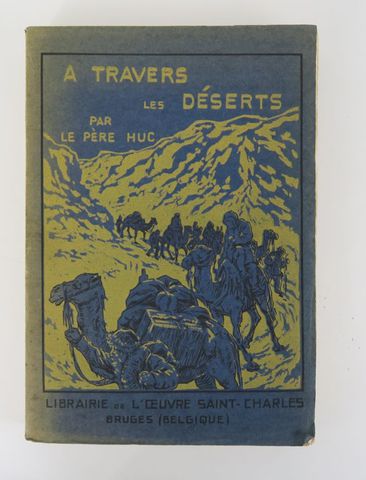 A TRAVERS
LES DÉSERTS
PAR
LE PÈRE HUC
LIBRAIRIE DE L'ŒUVRE SAINT-CHARLES
BRUGES (BELGIQUE)